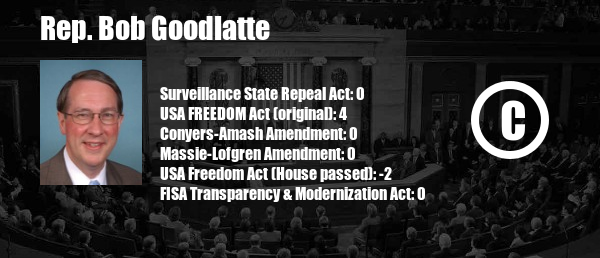 Rep. Bob Goodlatte
Surveillance State Repeal Act: 0
USA FREEDOM Act (original): 4
Conyers-Amash Amendment: 0
Massie-Lofgren Amendment: 0
USA Freedom Act (House passed): -2
FISA Transparency & Modernization Act: 0
C